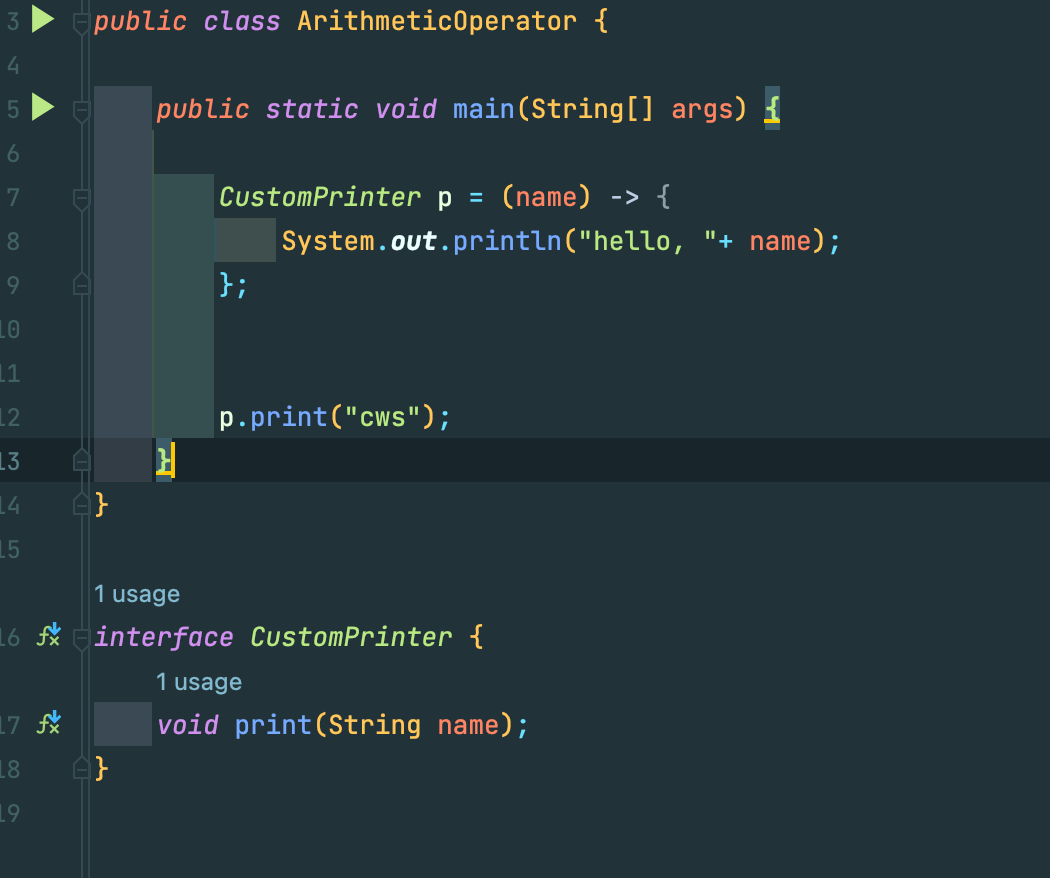 3 public class ArithmeticOperator {
4
5 public static void main(String[] args) {
6
7 CustomPrinter p = (name) -> {
8 System.out.println("hello, "+ name);
9 };
10
11
12 p.print("cws");
13 }
14 }
15
1 usage
16 interface CustomPrinter {
1 usage
17 void print(String name);
18 }
19